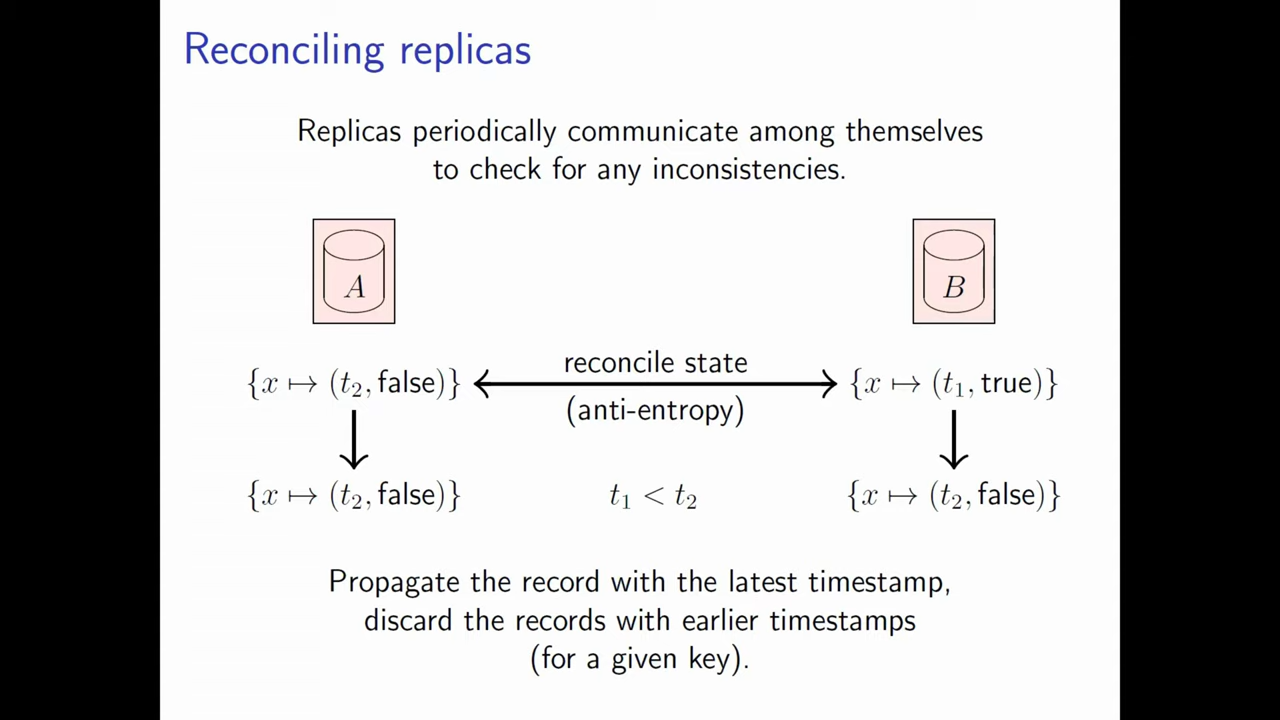 Reconciling replicas
Replicas periodically communicate among themselves
to check for any inconsistencies.
A
B
{x ↦ (t₂, false)}
reconcile state
(anti-entropy)
{x ↦ (t₁, true)}
{x ↦ (t₂, false)}
t₁ < t₂
{x ↦ (t₂, false)}
Propagate the record with the latest timestamp,
discard the records with earlier timestamps
(for a given key).